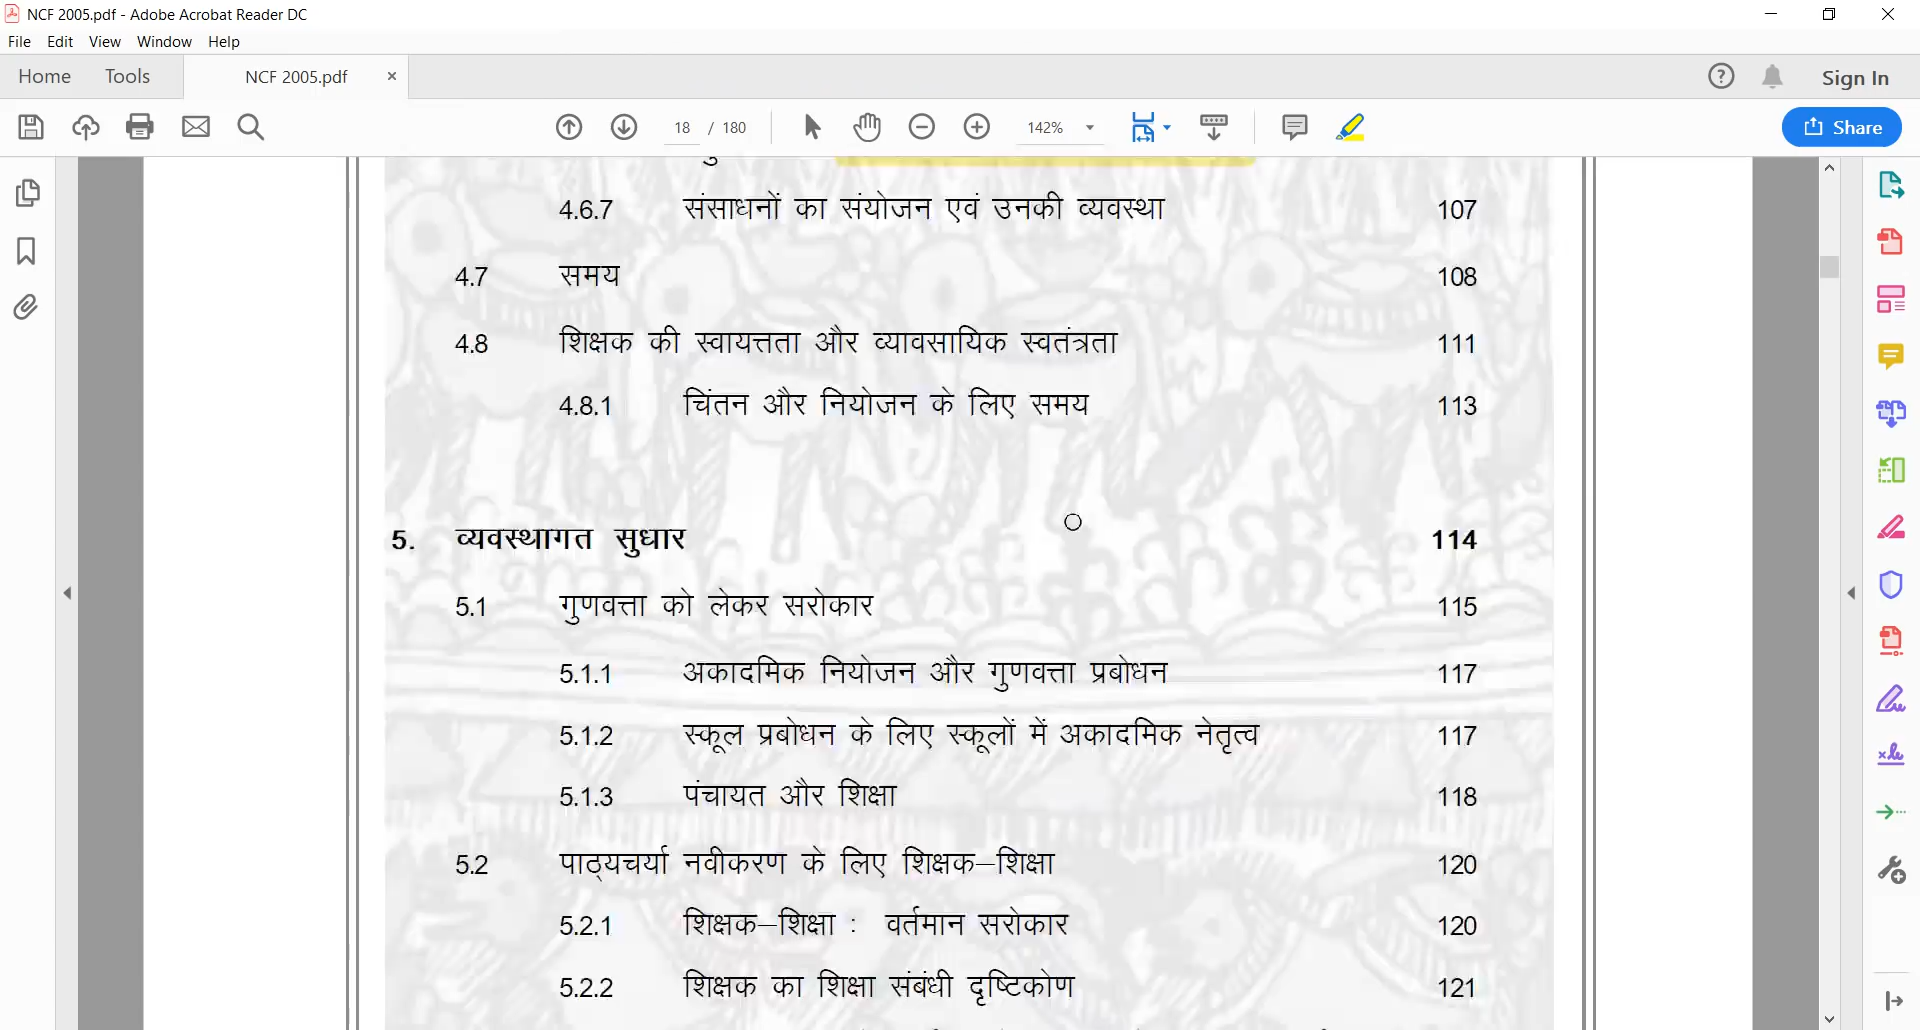 NCF 2005.pdf - Adobe Acrobat Reader DC
File Edit View Window Help
Home Tools NCF 2005.pdf × Sign In
18 / 180 142% Share
4.6.7 संसाधनों का संयोजन एवं उनकी व्यवस्था 107
4.7 समय 108
4.8 शिक्षक की स्वायत्तता और व्यावसायिक स्वतंत्रता 111
4.8.1 चिंतन और नियोजन के लिए समय 113
5. व्यवस्थागत सुधार 114
5.1 गुणवत्ता को लेकर सरोकार 115
5.1.1 अकादमिक नियोजन और गुणवत्ता प्रबोधन 117
5.1.2 स्कूल प्रबोधन के लिए स्कूलों में अकादमिक नेतृत्व 117
5.1.3 पंचायत और शिक्षा 118
5.2 पाठ्यचर्या नवीकरण के लिए शिक्षक–शिक्षा 120
5.2.1 शिक्षक–शिक्षा : वर्तमान सरोकार 120
5.2.2 शिक्षक का शिक्षा संबंधी दृष्टिकोण 121